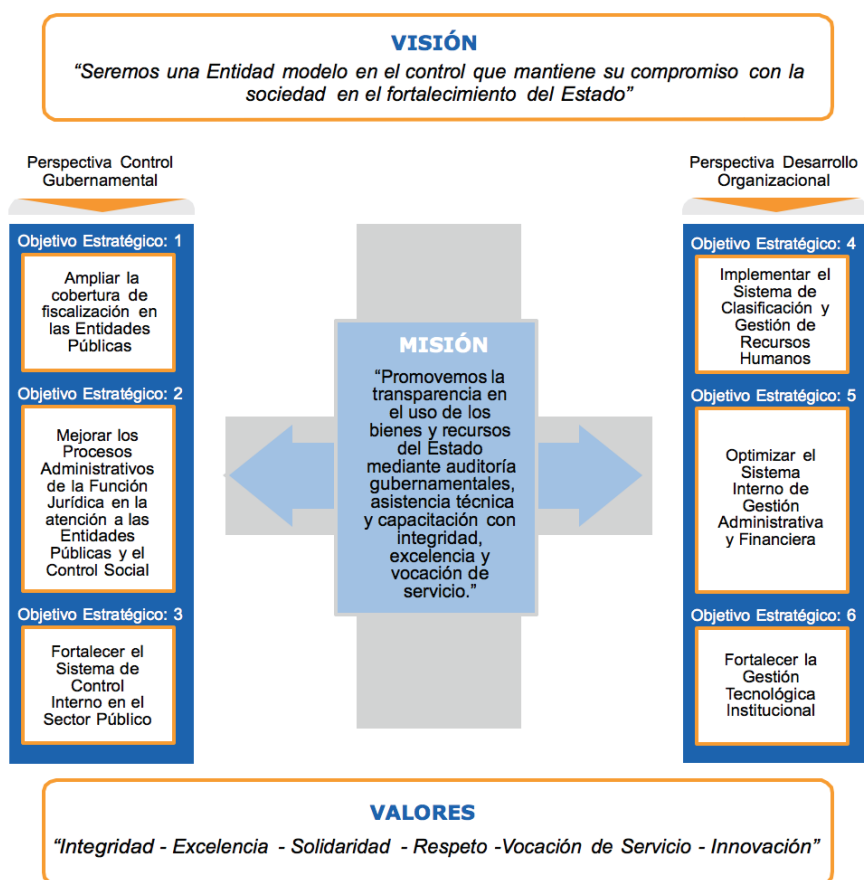 VISIÓN
“Seremos una Entidad modelo en el control que mantiene su compromiso con la
sociedad en el fortalecimiento del Estado”
Perspectiva Control
Gubernamental
Objetivo Estratégico: 1
Ampliar la
cobertura de
fiscalización en
las Entidades
Públicas
Objetivo Estratégico: 2
Mejorar los
Procesos
Administrativos
de la Función
Jurídica en la
atención a las
Entidades
Públicas y el
Control Social
Objetivo Estratégico: 3
Fortalecer el
Sistema de
Control
Interno en el
Sector Público
MISIÓN
“Promovemos la
transparencia en
el uso de los
bienes y recursos
del Estado
mediante auditoría
gubernamentales,
asistencia técnica
y capacitación con
integridad,
excelencia y
vocación de
servicio.”
Perspectiva Desarrollo
Organizacional
Objetivo Estratégico: 4
Implementar el
Sistema de
Clasificación y
Gestión de
Recursos
Humanos
Objetivo Estratégico: 5
Optimizar el
Sistema
Interno de
Gestión
Administrativa
y Financiera
Objetivo Estratégico: 6
Fortalecer la
Gestión
Tecnológica
Institucional
VALORES
“Integridad - Excelencia - Solidaridad - Respeto -Vocación de Servicio - Innovación”